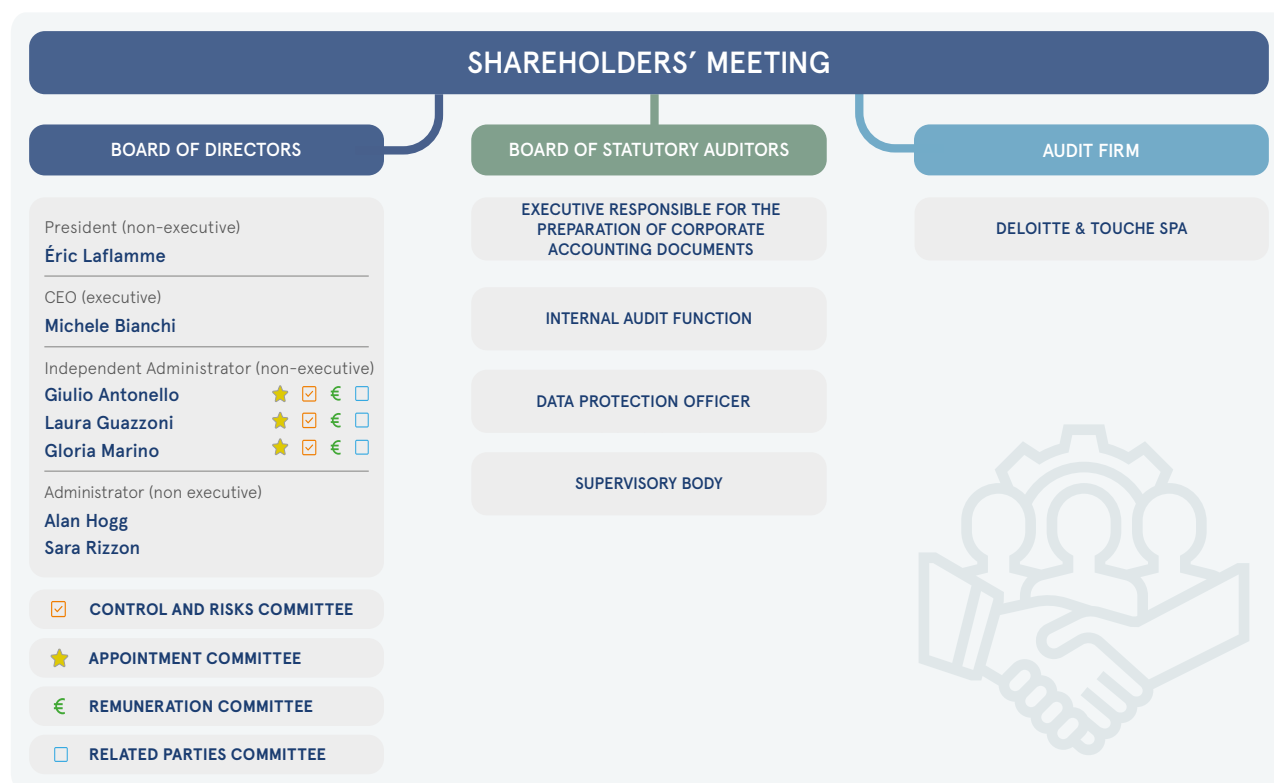 SHAREHOLDERS’ MEETING
BOARD OF DIRECTORS
President (non-executive)
Éric Laflamme
CEO (executive)
Michele Bianchi
Independent Administrator (non-executive)
Giulio Antonello €
Laura Guazzoni €
Gloria Marino €
Administrator (non executive)
Alan Hogg
Sara Rizzon
CONTROL AND RISKS COMMITTEE
APPOINTMENT COMMITTEE
€ REMUNERATION COMMITTEE
RELATED PARTIES COMMITTEE
BOARD OF STATUTORY AUDITORS
EXECUTIVE RESPONSIBLE FOR THE
PREPARATION OF CORPORATE
ACCOUNTING DOCUMENTS
INTERNAL AUDIT FUNCTION
DATA PROTECTION OFFICER
SUPERVISORY BODY
AUDIT FIRM
DELOITTE & TOUCHE SPA